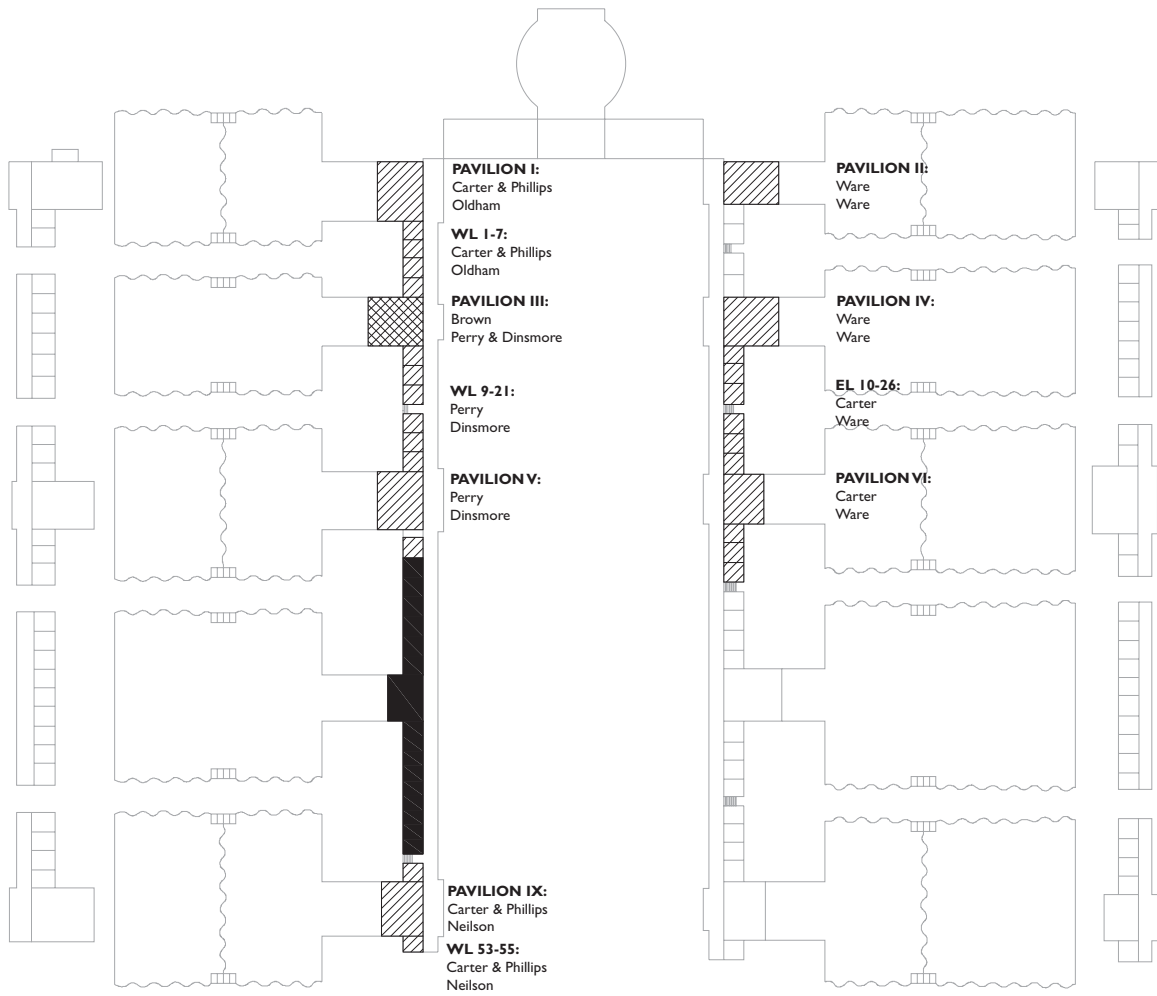 PAVILION I:
Carter & Phillips
Oldham
WL 1-7:
Carter & Phillips
Oldham
PAVILION III:
Brown
Perry & Dinsmore
WL 9-21:
Perry
Dinsmore
PAVILION V:
Perry
Dinsmore
PAVILION IX:
Carter & Phillips
Neilson
WL 53-55:
Carter & Phillips
Neilson
PAVILION II:
Ware
Ware
PAVILION IV:
Ware
Ware
EL 10-26:
Carter
Ware
PAVILION VI:
Carter
Ware